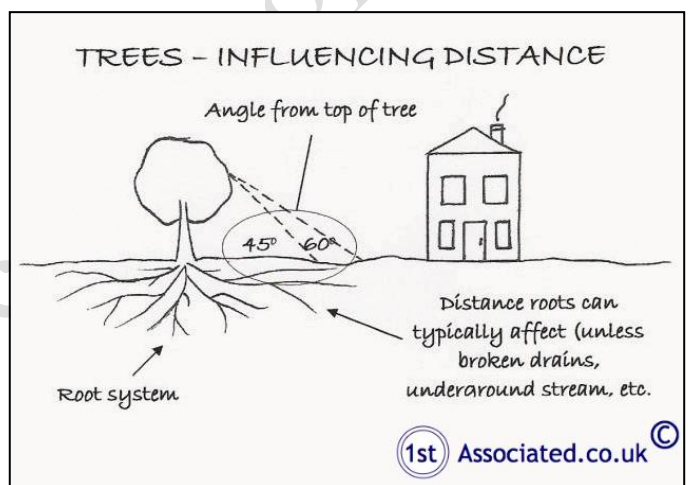 TREES – INFLUENCING DISTANCE
Angle from top of tree
45° 60°
Distance roots can
typically affect (unless
broken drains,
underaround stream, etc.
Root system
1st Associated.co.uk ©